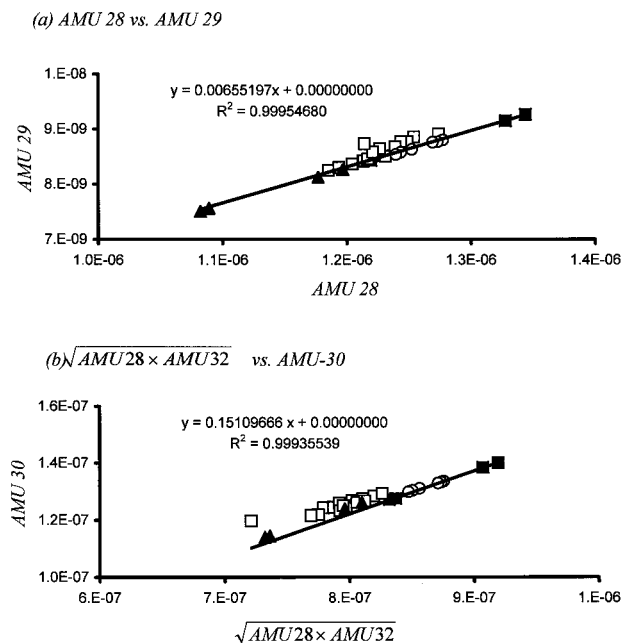 (a) AMU 28 vs. AMU 29
1.E-08
y = 0.00655197x + 0.00000000
R² = 0.99954680
9.E-09
AMU 29
8.E-09
7.E-09
1.0E-06 1.1E-06 1.2E-06 1.3E-06 1.4E-06
AMU 28
(b)√AMU28 × AMU32 vs. AMU-30
1.6E-07
y = 0.15109666 x + 0.00000000
R² = 0.99935539
1.4E-07
AMU 30
1.2E-07
1.0E-07
6.E-07 7.E-07 8.E-07 9.E-07 1.E-06
√AMU28 × AMU32